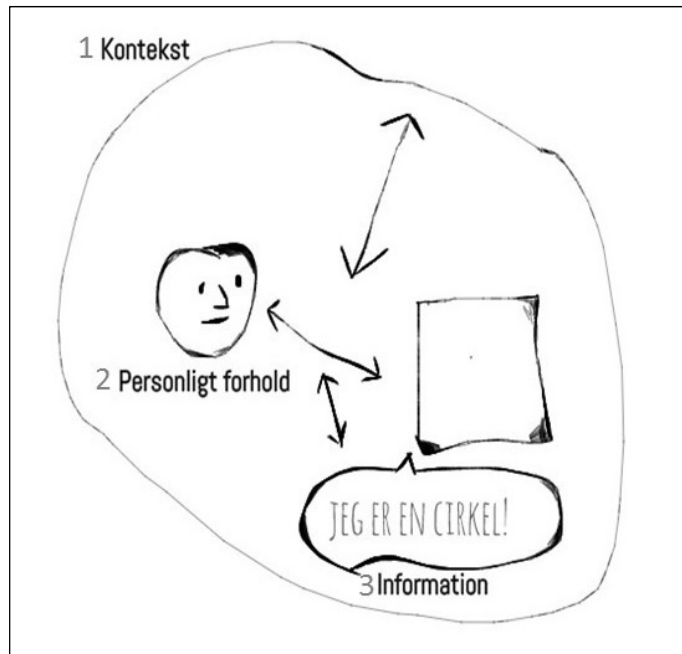 1 Kontekst
2 Personligt forhold
JEG ER EN CIRKEL!
3 Information